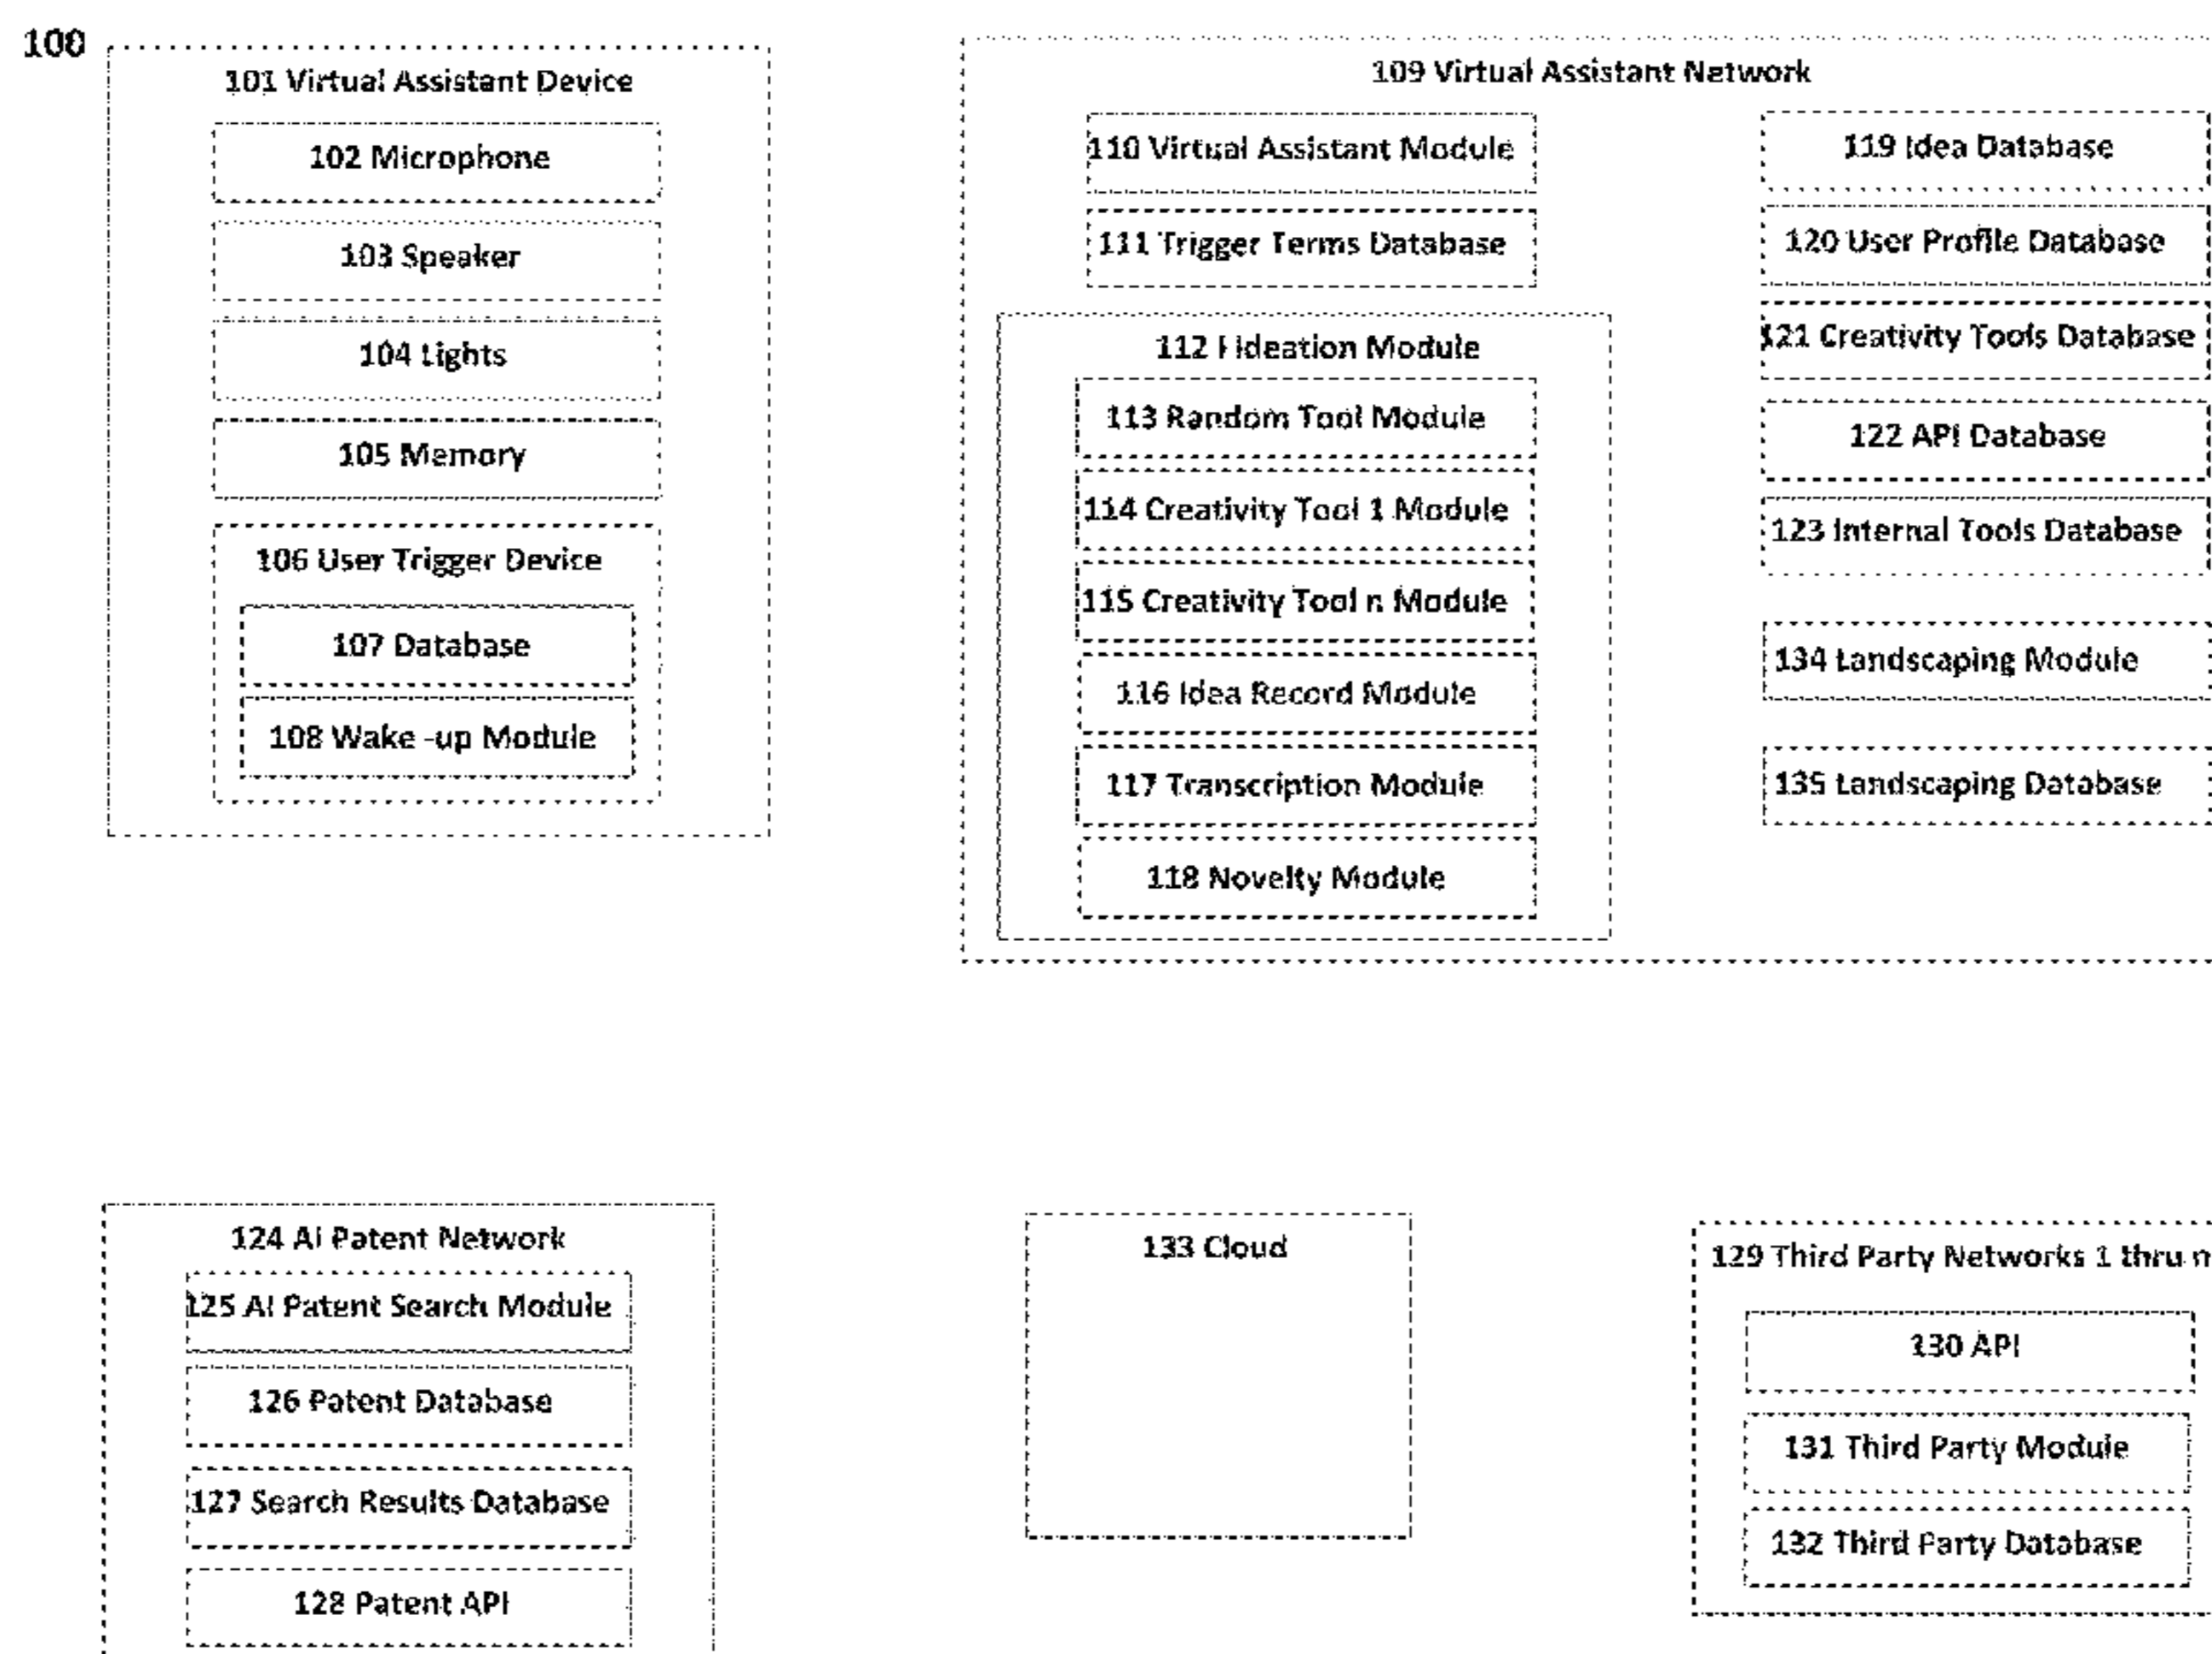 100
101 Virtual Assistant Device
102 Microphone
103 Speaker
104 Lights
105 Memory
106 User Trigger Device
107 Database
108 Wake -up Module
109 Virtual Assistant Network
110 Virtual Assistant Module
111 Trigger Terms Database
112 Ideation Module
113 Random Tool Module
114 Creativity Tool 1 Module
115 Creativity Tool n Module
116 Idea Record Module
117 Transcription Module
118 Novelty Module
119 Idea Database
120 User Profile Database
121 Creativity Tools Database
122 API Database
123 Internal Tools Database
134 Landscaping Module
135 Landscaping Database
124 AI Patent Network
125 AI Patent Search Module
126 Patent Database
127 Search Results Database
128 Patent API
133 Cloud
129 Third Party Networks 1 thru n
130 API
131 Third Party Module
132 Third Party Database